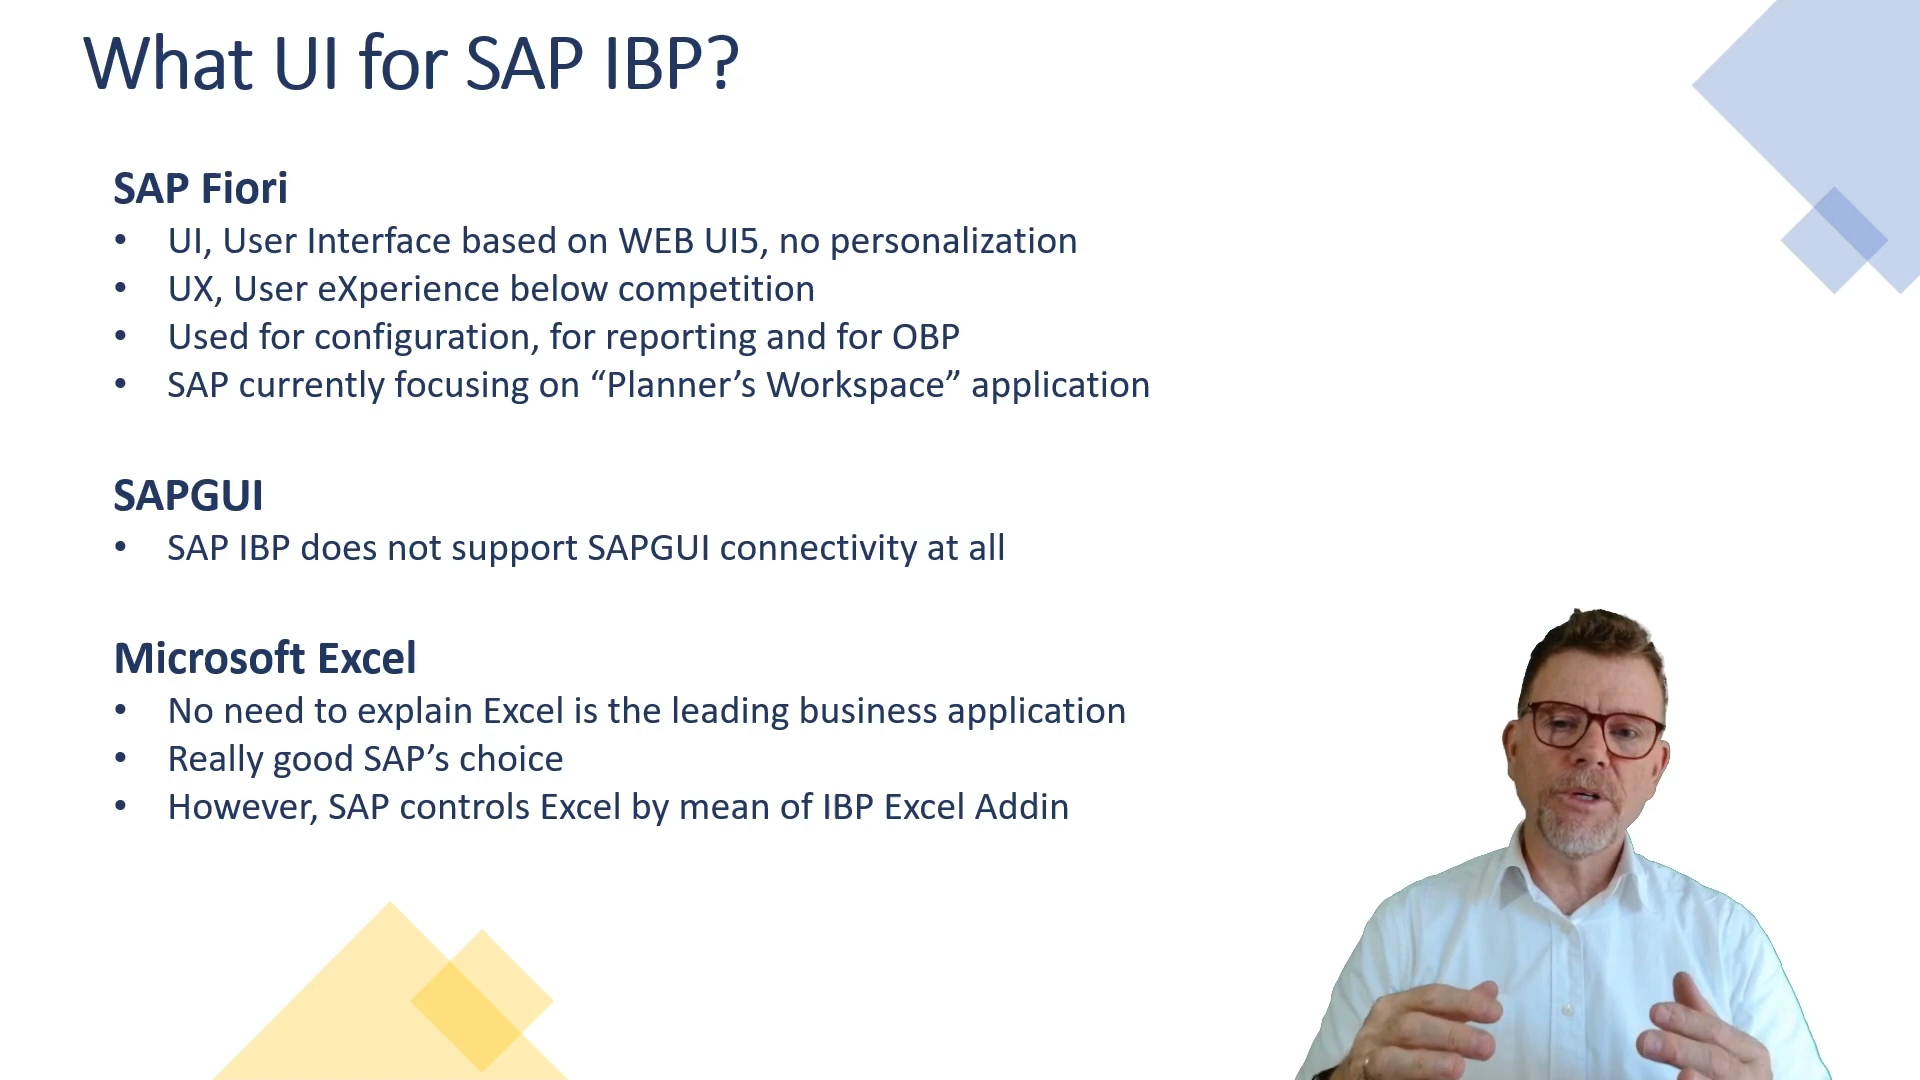 What UI for SAP IBP?
SAP Fiori
• UI, User Interface based on WEB UI5, no personalization
• UX, User eXperience below competition
• Used for configuration, for reporting and for OBP
• SAP currently focusing on “Planner’s Workspace” application
SAPGUI
• SAP IBP does not support SAPGUI connectivity at all
Microsoft Excel
• No need to explain Excel is the leading business application
• Really good SAP’s choice
• However, SAP controls Excel by mean of IBP Excel Addin